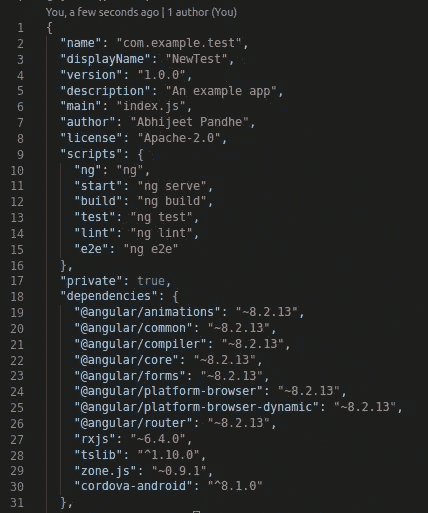 You, a few seconds ago | 1 author (You)
1 {
2 "name": "com.example.test",
3 "displayName": "NewTest",
4 "version": "1.0.0",
5 "description": "An example app",
6 "main": "index.js",
7 "author": "Abhijeet Pandhe",
8 "license": "Apache-2.0",
9 "scripts": {
10 "ng": "ng",
11 "start": "ng serve",
12 "build": "ng build",
13 "test": "ng test",
14 "lint": "ng lint",
15 "e2e": "ng e2e"
16 },
17 "private": true,
18 "dependencies": {
19 "@angular/animations": "~8.2.13",
20 "@angular/common": "~8.2.13",
21 "@angular/compiler": "~8.2.13",
22 "@angular/core": "~8.2.13",
23 "@angular/forms": "~8.2.13",
24 "@angular/platform-browser": "~8.2.13",
25 "@angular/platform-browser-dynamic": "~8.2.13",
26 "@angular/router": "~8.2.13",
27 "rxjs": "~6.4.0",
28 "tslib": "^1.10.0",
29 "zone.js": "~0.9.1",
30 "cordova-android": "^8.1.0"
31 },